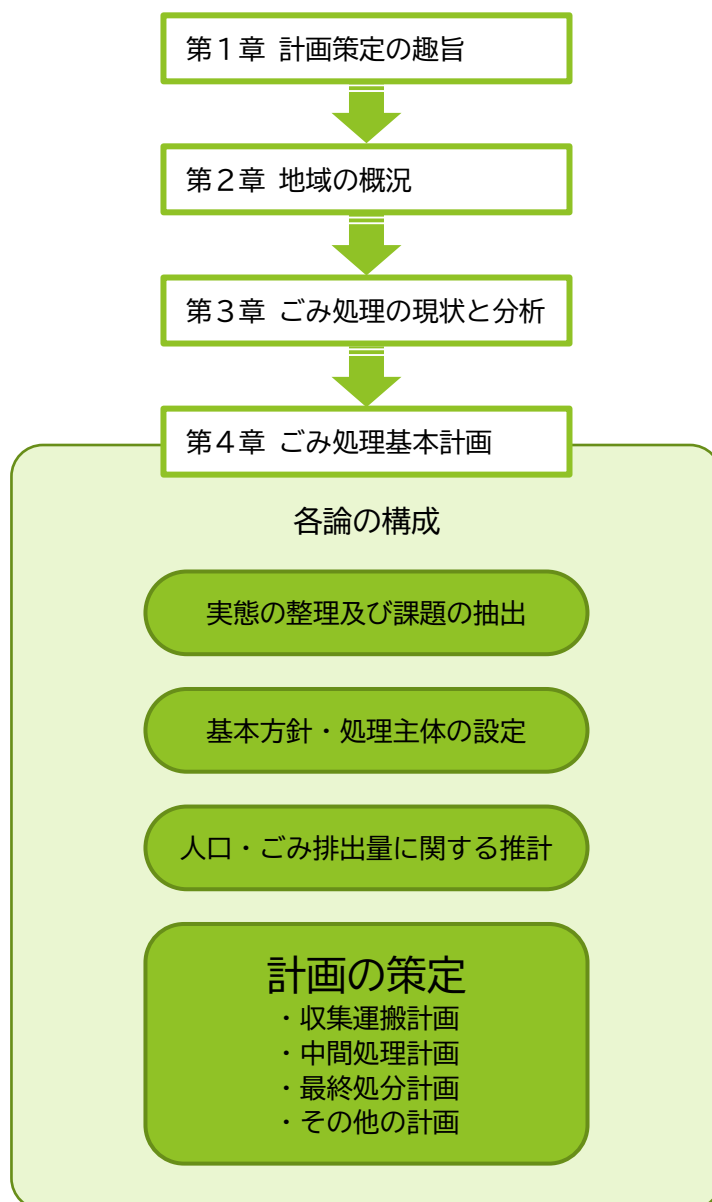 第１章 計画策定の趣旨
第２章 地域の概況
第３章 ごみ処理の現状と分析
第４章 ごみ処理基本計画
各論の構成
実態の整理及び課題の抽出
基本方針・処理主体の設定
人口・ごみ排出量に関する推計
計画の策定
・収集運搬計画
・中間処理計画
・最終処分計画
・その他の計画